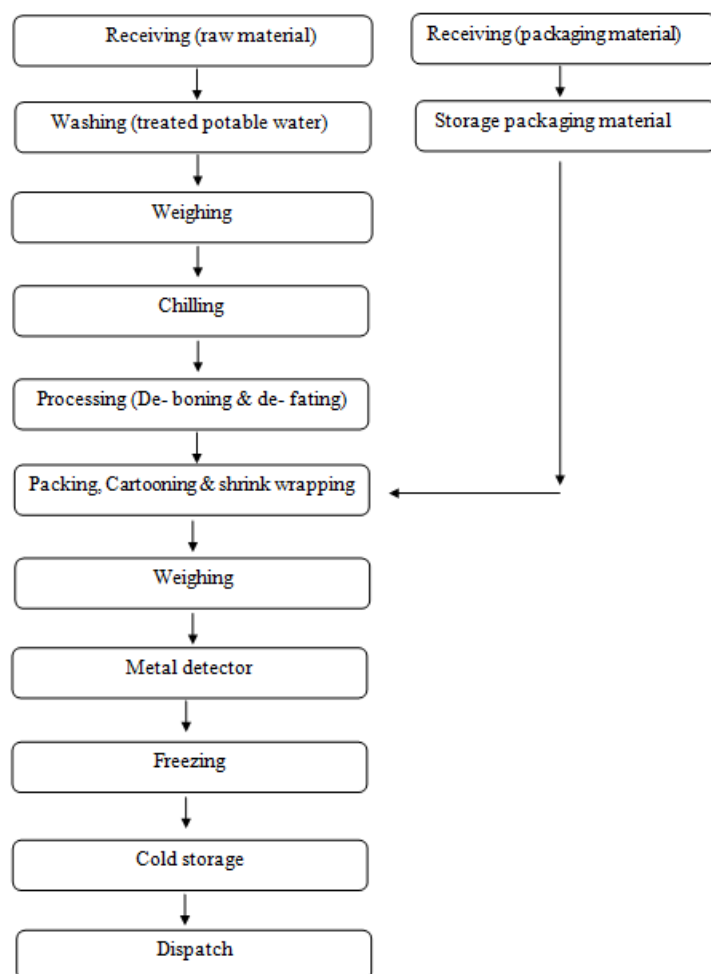 Receiving (raw material)
Receiving (packaging material)
Washing (treated potable water)
Storage packaging material
Weighing
Chilling
Processing (De- boning & de- fating)
Packing, Cartooning & shrink wrapping
Weighing
Metal detector
Freezing
Cold storage
Dispatch